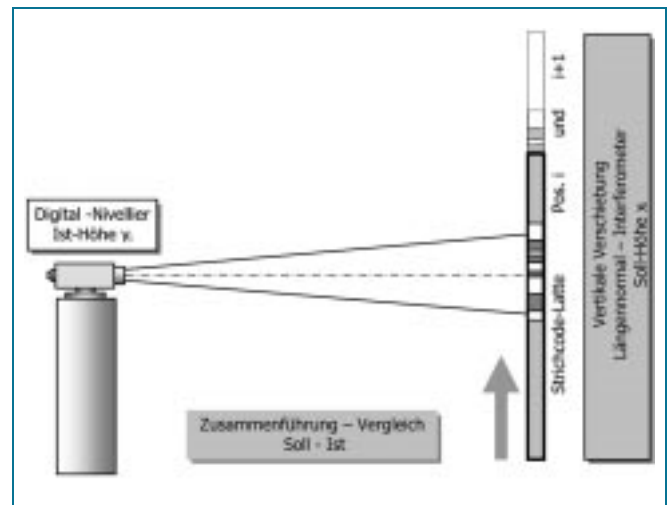 Digital -Nivellier
Ist-Höhe y.
Zusammenführung – Vergleich
Soll - Ist
Strichcode-Latte Pos. i und i+1
Vertikale Verschiebung
Längennormal – Interferometer
Soll-Höhe x.